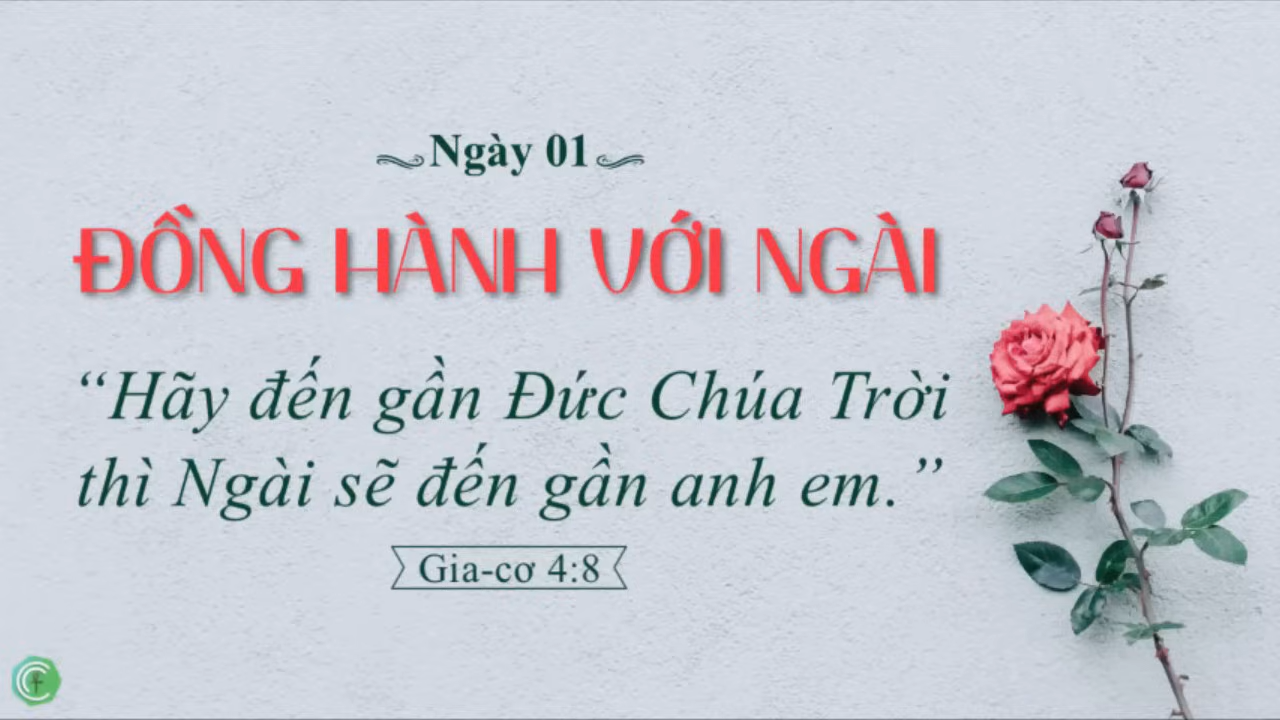 Ngày 01
ĐỒNG HÀNH VỚI NGÀI
“Hãy đến gần Đức Chúa Trời
thì Ngài sẽ đến gần anh em.”
Gia-cơ 4:8